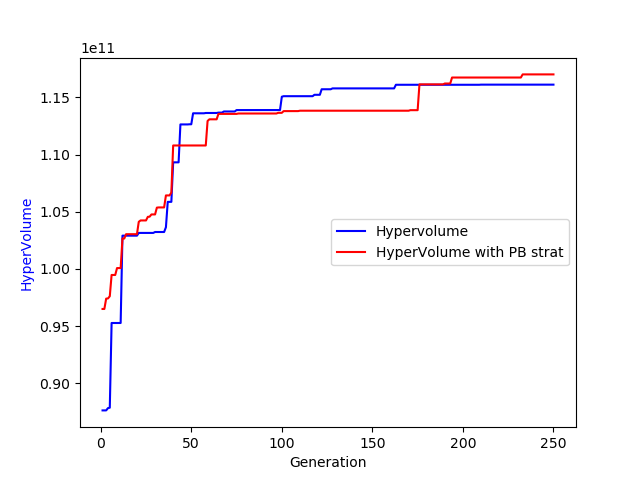 1e11
1.15
1.10
1.05
1.00
0.95
0.90
HyperVolume
Hypervolume
HyperVolume with PB strat
0 50 100 150 200 250
Generation